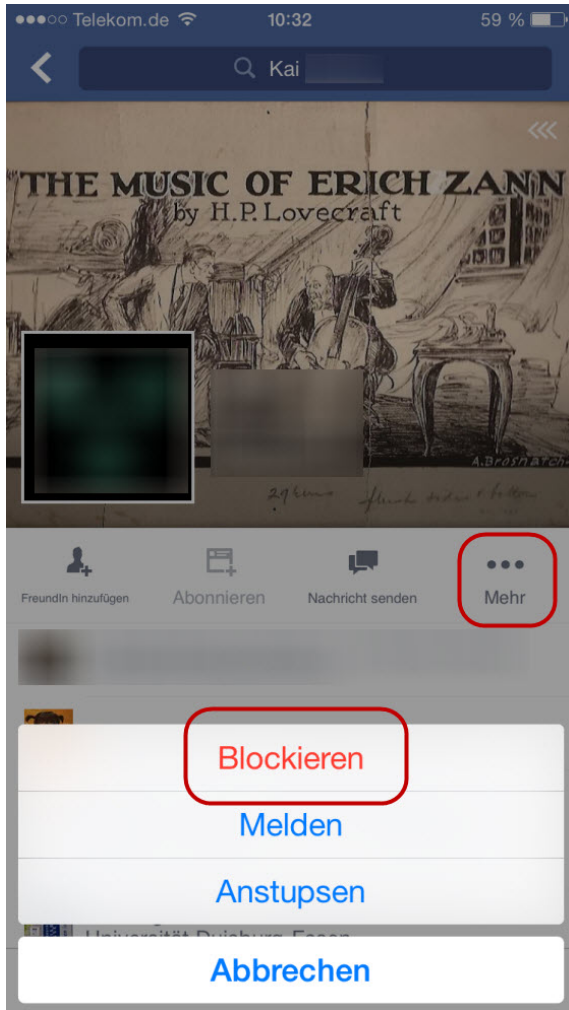 Telekom.de 10:32 59 %
Kai
"THE MUSIC OF ERICH ZANN
by H.P. Lovecraft
A.Brosnatch
FreundIn hinzufügen Abonnieren Nachricht senden Mehr
Blockieren
Melden
Anstupsen
Universität Duisburg-Essen
Abbrechen